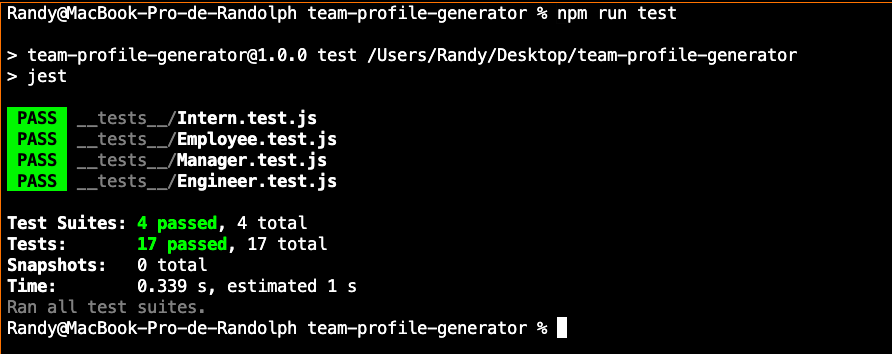 Randy@MacBook-Pro-de-Randolph team-profile-generator % npm run test
> team-profile-generator@1.0.0 test /Users/Randy/Desktop/team-profile-generator
> jest
PASS __tests__/Intern.test.js
PASS __tests__/Employee.test.js
PASS __tests__/Manager.test.js
PASS __tests__/Engineer.test.js
Test Suites: 4 passed, 4 total
Tests: 17 passed, 17 total
Snapshots: 0 total
Time: 0.339 s, estimated 1 s
Ran all test suites.
Randy@MacBook-Pro-de-Randolph team-profile-generator %